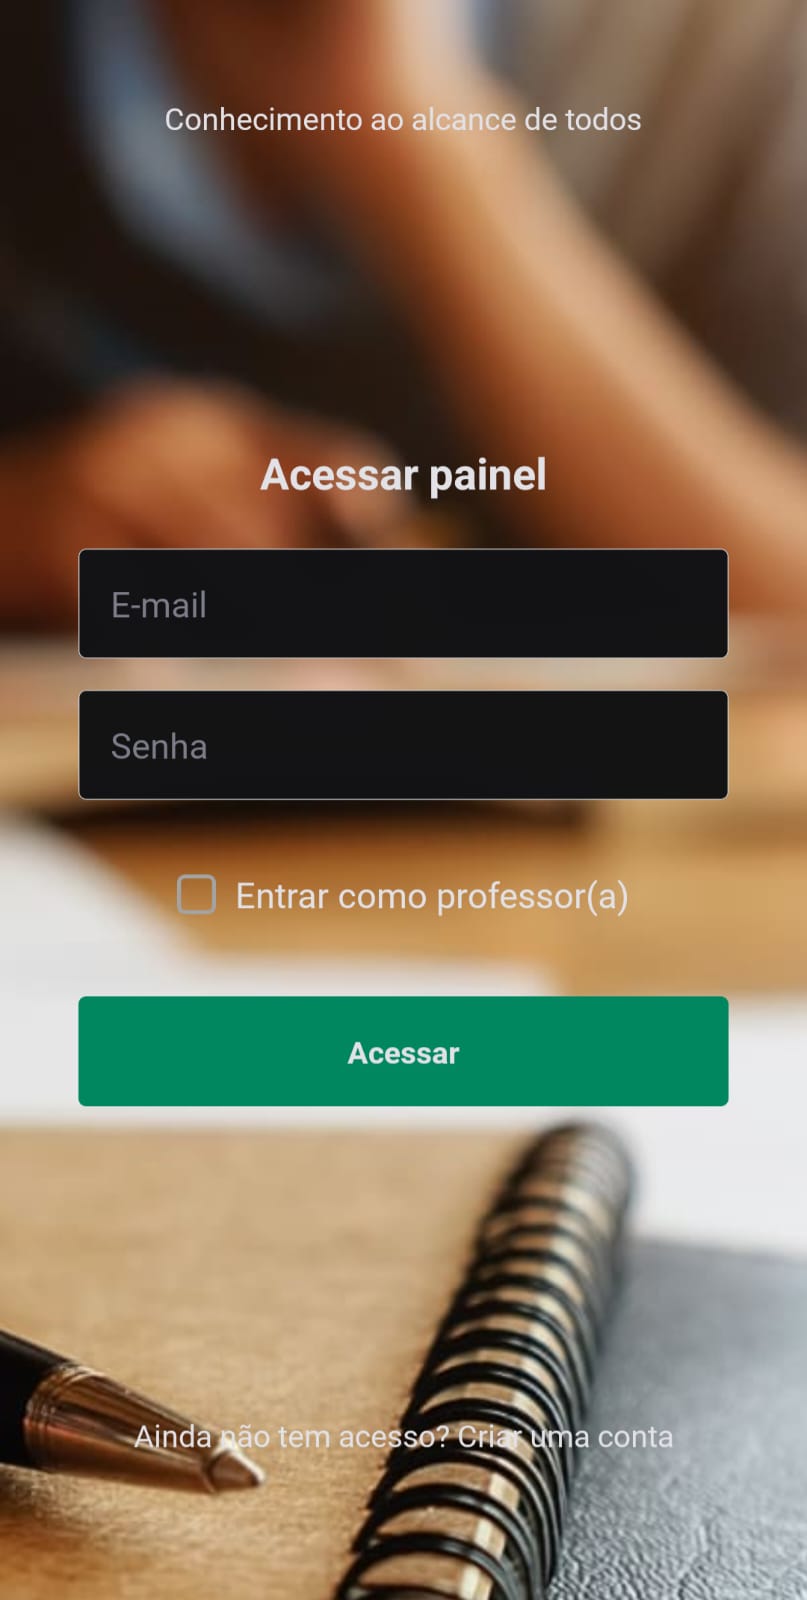 Conhecimento ao alcance de todos
Acessar painel
E-mail
Senha
Entrar como professor(a)
Acessar
Ainda não tem acesso? Criar uma conta